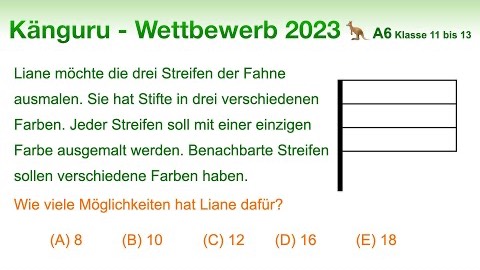 Känguru - Wettbewerb 2023 A6 Klasse 11 bis 13
Liane möchte die drei Streifen der Fahne
ausmalen. Sie hat Stifte in drei verschiedenen
Farben. Jeder Streifen soll mit einer einzigen
Farbe ausgemalt werden. Benachbarte Streifen
sollen verschiedene Farben haben.
Wie viele Möglichkeiten hat Liane dafür?
(A) 8 (B) 10 (C) 12 (D) 16 (E) 18